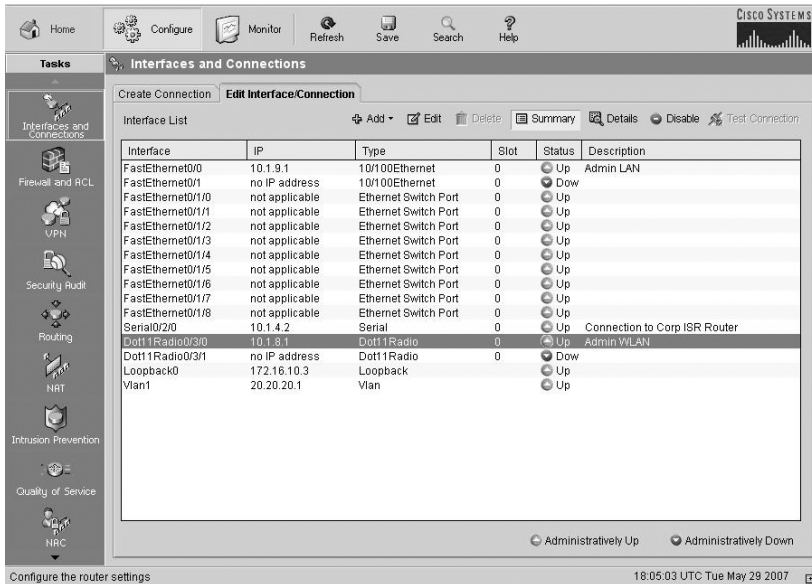 Home
Configure
Monitor
Refresh
Save
Search
Help
CISCO SYSTEMS
Tasks
Interfaces and Connections
Interfaces and
Connections
Firewall and ACL
VPN
Security Audit
Routing
NAT
Intrusion Prevention
Quality of Service
NAC
Create Connection
Edit Interface/Connection
Interface List
Add
Edit
Delete
Summary
Details
Disable
Test Connection
Interface IP Type Slot Status Description
FastEthernet0/0 10.1.9.1 10/100Ethernet 0 Up Admin LAN
FastEthernet0/1 no IP address 10/100Ethernet 0 Dow
FastEthernet0/1/0 not applicable Ethernet Switch Port 0 Up
FastEthernet0/1/1 not applicable Ethernet Switch Port 0 Up
FastEthernet0/1/2 not applicable Ethernet Switch Port 0 Up
FastEthernet0/1/3 not applicable Ethernet Switch Port 0 Up
FastEthernet0/1/4 not applicable Ethernet Switch Port 0 Up
FastEthernet0/1/5 not applicable Ethernet Switch Port 0 Up
FastEthernet0/1/6 not applicable Ethernet Switch Port 0 Up
FastEthernet0/1/7 not applicable Ethernet Switch Port 0 Up
FastEthernet0/1/8 not applicable Ethernet Switch Port 0 Up
Serial0/2/0 10.1.4.2 Serial 0 Up Connection to Corp ISR Router
Dot11Radio0/3/0 10.1.8.1 Dot11Radio 0 Up Admin WLAN
Dot11Radio0/3/1 no IP address Dot11Radio 0 Dow
Loopback0 172.16.10.3 Loopback Up
Vlan1 20.20.20.1 Vlan Up
Administratively Up
Administratively Down
Configure the router settings
18:05:03 UTC Tue May 29 2007